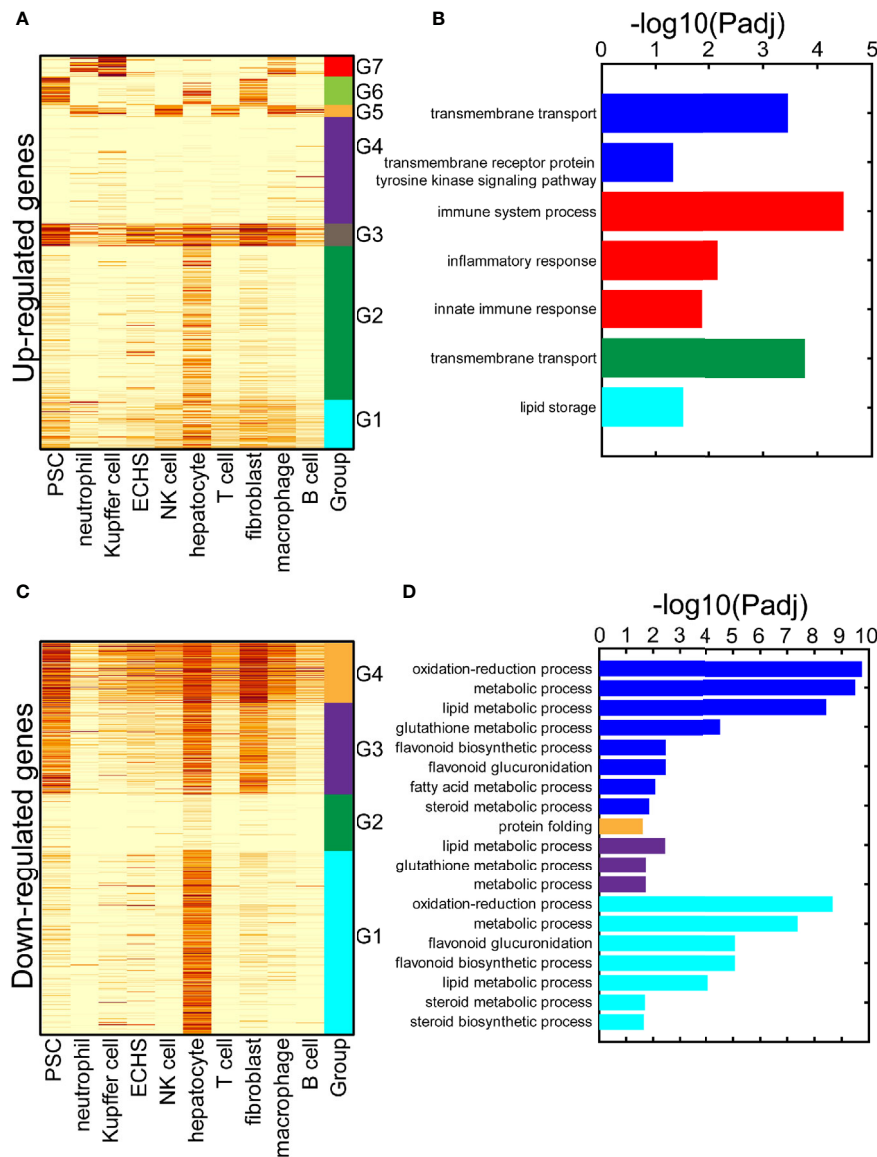 A
Up-regulated genes
G7
G6
G5
G4
G3
G2
G1
PSC
neutrophil
Kupffer cell
ECHS
NK cell
hepatocyte
T cell
fibroblast
macrophage
B cell
Group
B
-log10(Padj)
0 1 2 3 4 5
transmembrane transport
transmembrane receptor protein
tyrosine kinase signaling pathway
immune system process
inflammatory response
innate immune response
transmembrane transport
lipid storage
C
Down-regulated genes
G4
G3
G2
G1
PSC
neutrophil
Kupffer cell
ECHS
NK cell
hepatocyte
T cell
fibroblast
macrophage
B cell
Group
D
-log10(Padj)
0 1 2 3 4 5 6 7 8 9 10
oxidation-reduction process
metabolic process
lipid metabolic process
glutathione metabolic process
flavonoid biosynthetic process
flavonoid glucuronidation
fatty acid metabolic process
steroid metabolic process
protein folding
lipid metabolic process
glutathione metabolic process
metabolic process
oxidation-reduction process
metabolic process
flavonoid glucuronidation
flavonoid biosynthetic process
lipid metabolic process
steroid metabolic process
steroid biosynthetic process